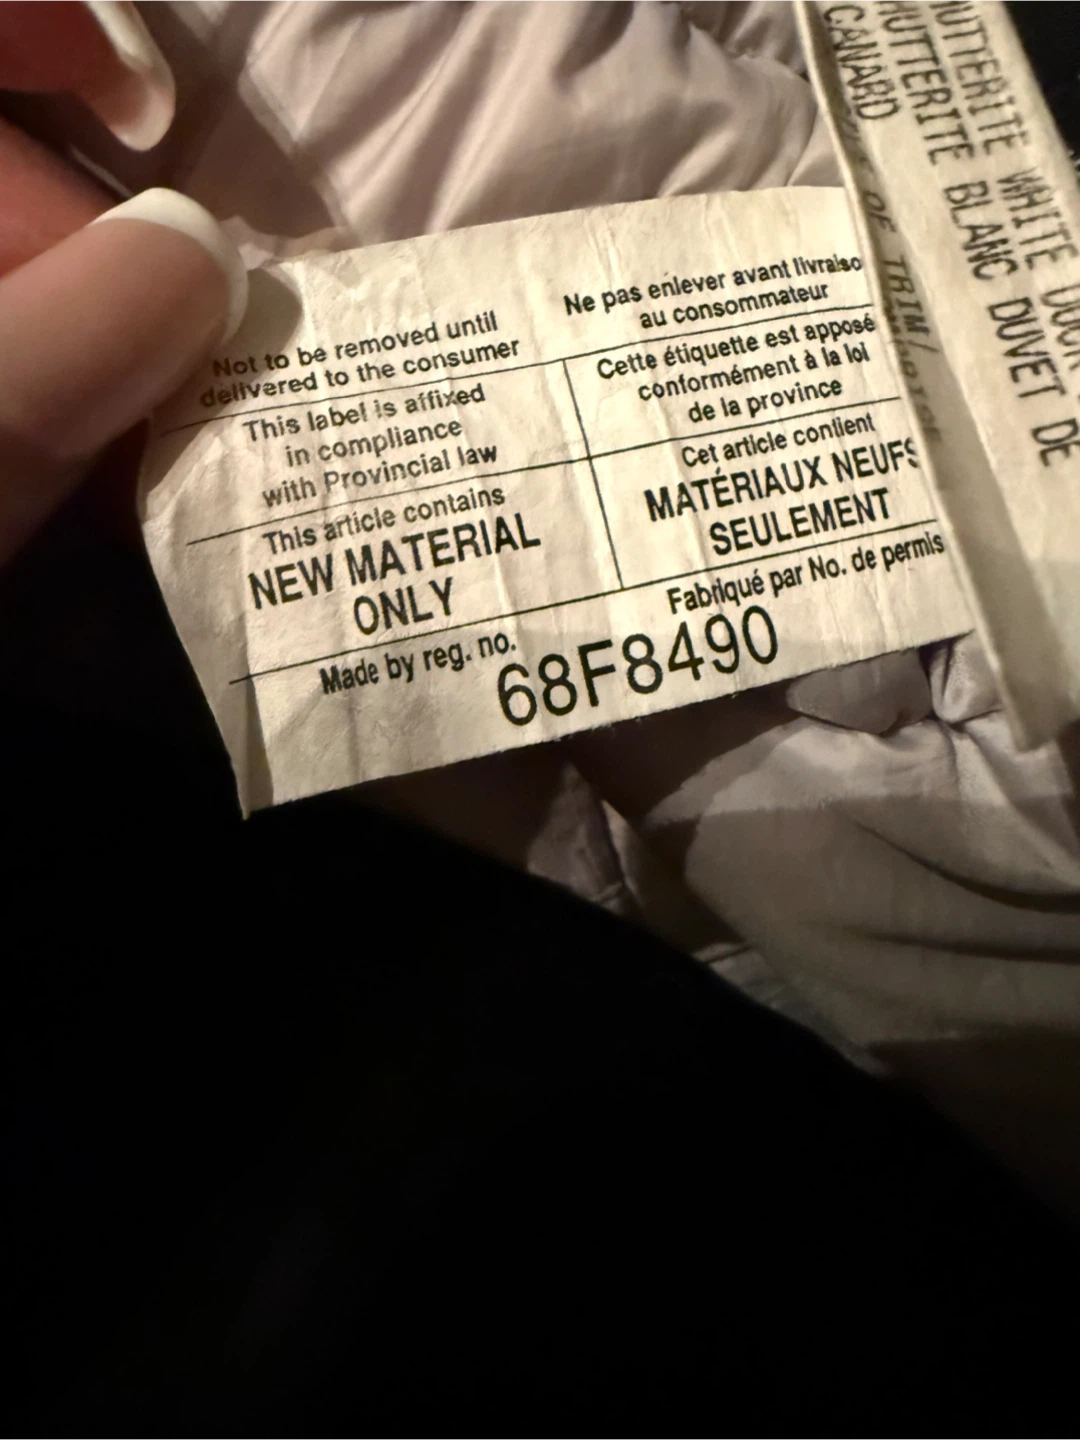 Not to be removed until
delivered to the consumer
This label is affixed
in compliance
with Provincial law
This article contains
NEW MATERIAL
ONLY
Made by reg. no.
Ne pas enlever avant livraiso
au consommateur
Cette étiquette est apposé
conformément à la loi
de la province
Cet article contient
MATÉRIAUX NEUFS
SEULEMENT
Fabriqué par No. de permis
68F8490
HUTTERITE WHITE
HUTTERITE BLANC DUVET DE
CANARD
OF TRIM/